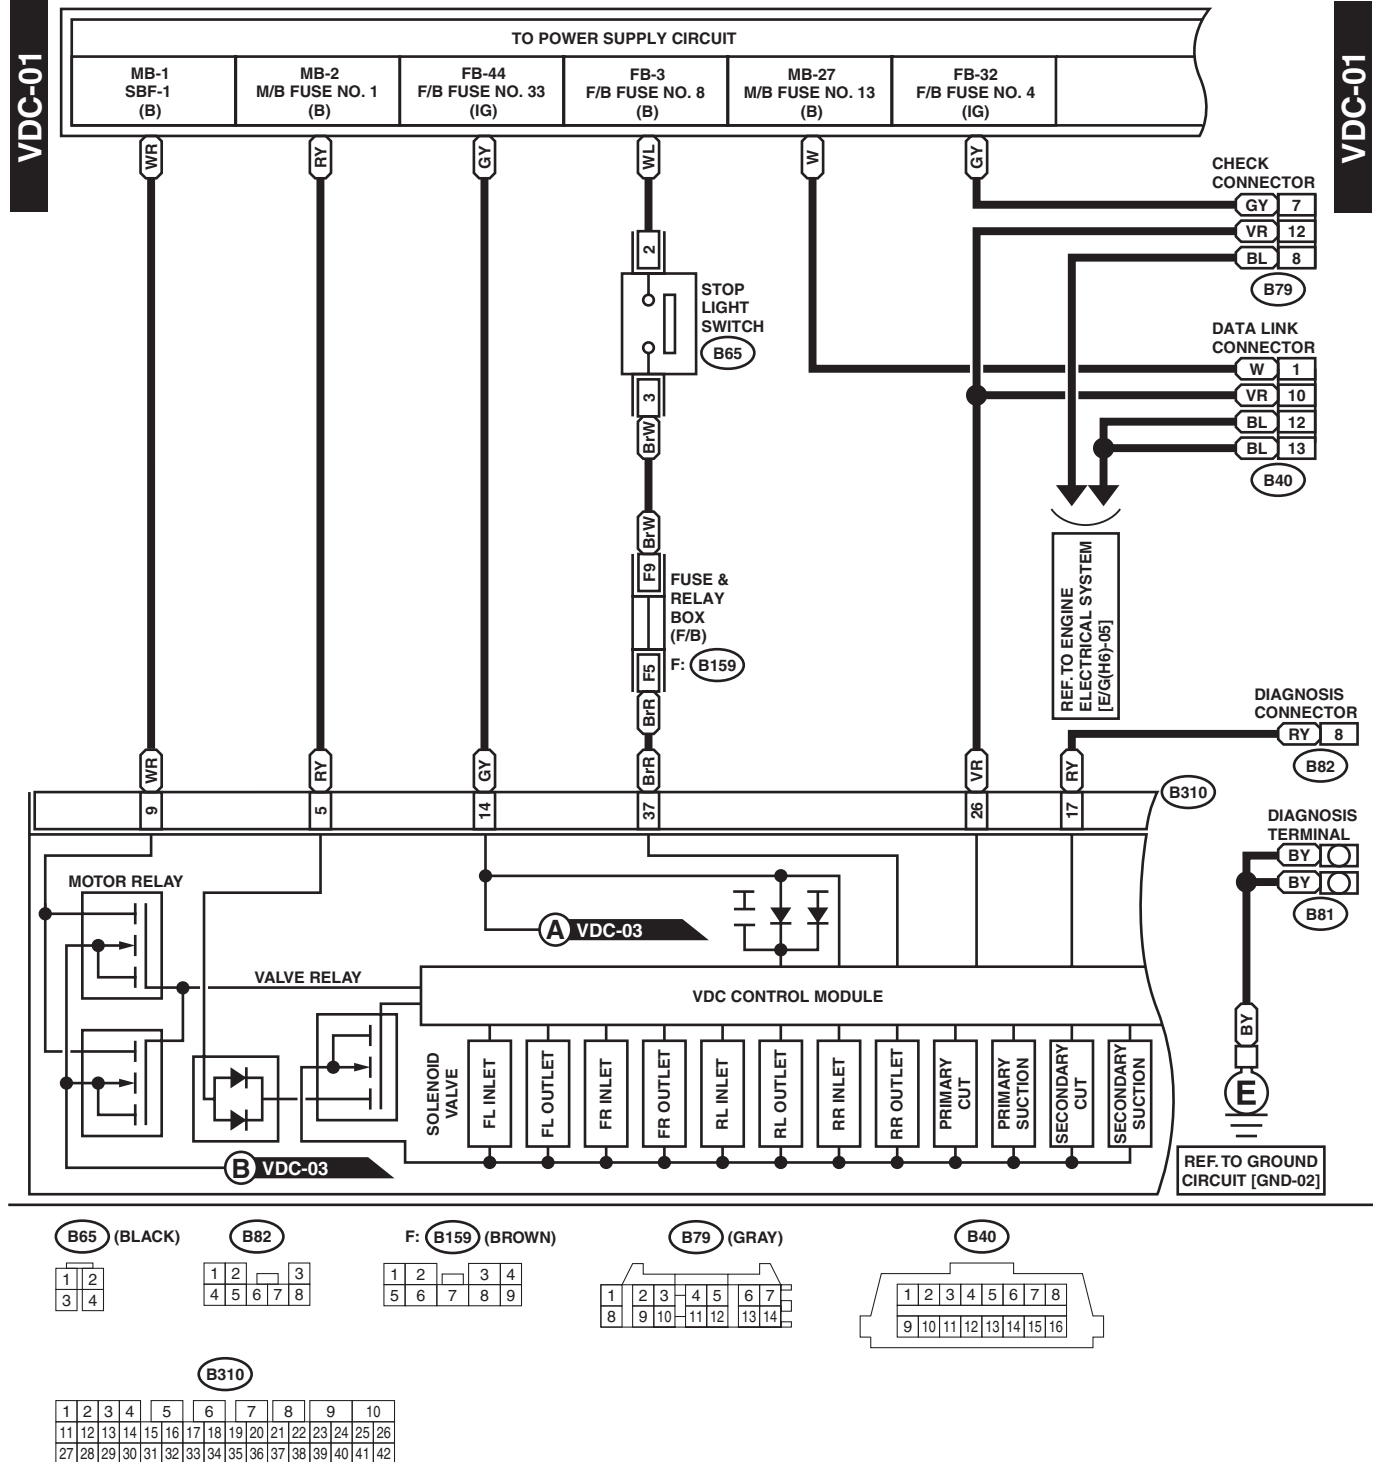 VDC-01
VDC-01
TO POWER SUPPLY CIRCUIT
MB-1
SBF-1
(B)
MB-2
M/B FUSE NO. 1
(B)
FB-44
F/B FUSE NO. 33
(IG)
FB-3
F/B FUSE NO. 8
(B)
MB-27
M/B FUSE NO. 13
(B)
FB-32
F/B FUSE NO. 4
(IG)
WR
RY
GY
WL
W
GY
CHECK
CONNECTOR
GY 7
VR 12
BL 8
B79
2
STOP
LIGHT
SWITCH
B65
3
BrW
DATA LINK
CONNECTOR
W 1
VR 10
BL 12
BL 13
B40
BrW
F9
FUSE &
RELAY
BOX
(F/B)
F: B159
F5
BrR
REF. TO ENGINE
ELECTRICAL SYSTEM
[E/G(H6)-05]
DIAGNOSIS
CONNECTOR
RY 8
B82
WR
RY
GY
BrR
VR
RY
B310
9
5
14
37
26
17
DIAGNOSIS
TERMINAL
BY
BY
B81
MOTOR RELAY
A VDC-03
VALVE RELAY
VDC CONTROL MODULE
SOLENOID
VALVE
FL INLET
FL OUTLET
FR INLET
FR OUTLET
RL INLET
RL OUTLET
RR INLET
RR OUTLET
PRIMARY
CUT
PRIMARY
SUCTION
SECONDARY
CUT
SECONDARY
SUCTION
BY
E
B VDC-03
REF. TO GROUND
CIRCUIT [GND-02]
B65 (BLACK)
1 2
3 4
B82
1 2 3
4 5 6 7 8
F: B159 (BROWN)
1 2 3 4
5 6 7 8 9
B79 (GRAY)
1 2 3 4 5 6 7
8 9 10 11 12 13 14
B40
1 2 3 4 5 6 7 8
9 10 11 12 13 14 15 16
B310
1 2 3 4 5 6 7 8 9 10
11 12 13 14 15 16 17 18 19 20 21 22 23 24 25 26
27 28 29 30 31 32 33 34 35 36 37 38 39 40 41 42